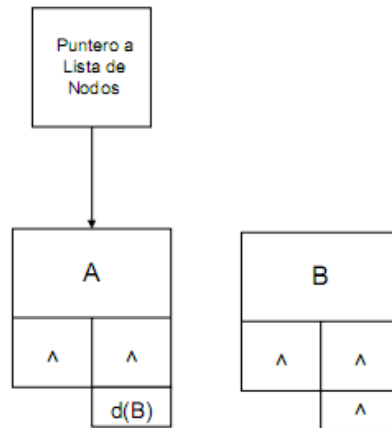 Puntero a
Lista de
Nodos
A
B
^ ^
^ ^
d(B)
^